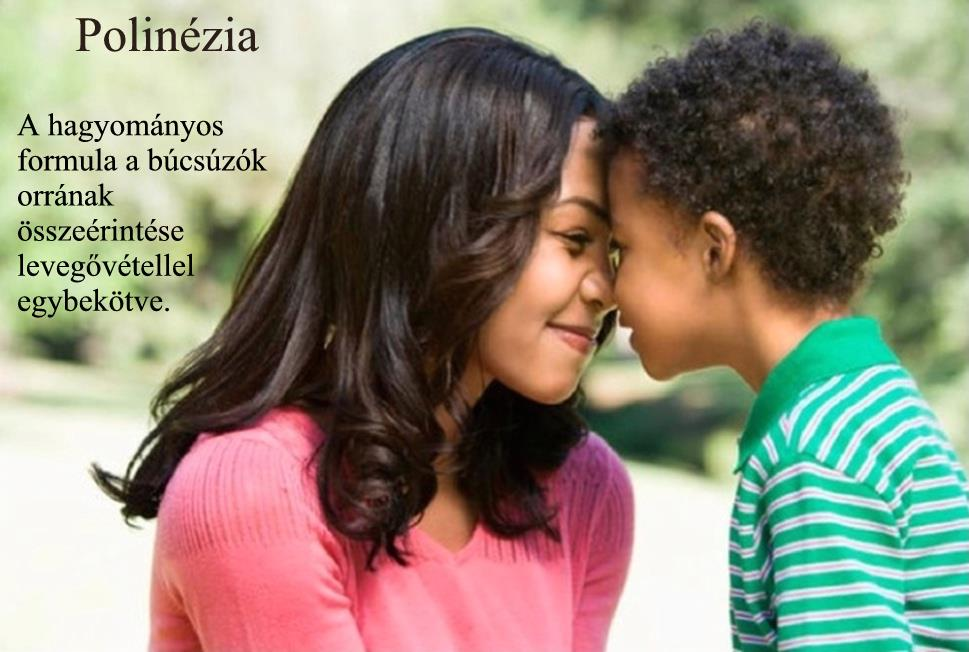 Polinézia
A hagyományos
formula a búcsúzók
orrának
összeérintése
levegővétellel
egybekötve.